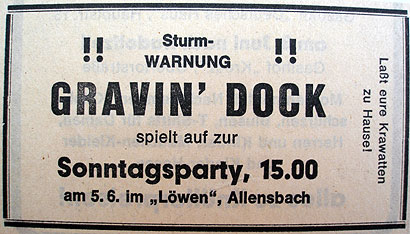 !! Sturm- !!
WARNUNG
GRAVIN' DOCK
spielt auf zur
Sonntagsparty, 15.00
am 5.6. im „Löwen“, Allensbach
Laßt eure Krawatten
zu Hause!